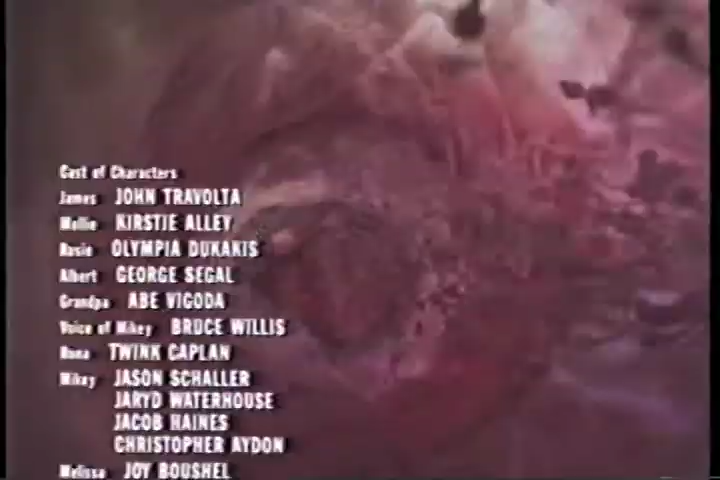 Cast of Characters
James JOHN TRAVOLTA
Mollie KIRSTIE ALLEY
Rosie OLYMPIA DUKAKIS
Albert GEORGE SEGAL
Grandpa ABE VIGODA
Voice of Mikey BRUCE WILLIS
Rona TWINK CAPLAN
Mikey JASON SCHALLER
JARYD WATERHOUSE
JACOB HAINES
CHRISTOPHER AYDON
Melissa JOY BOUSHEL